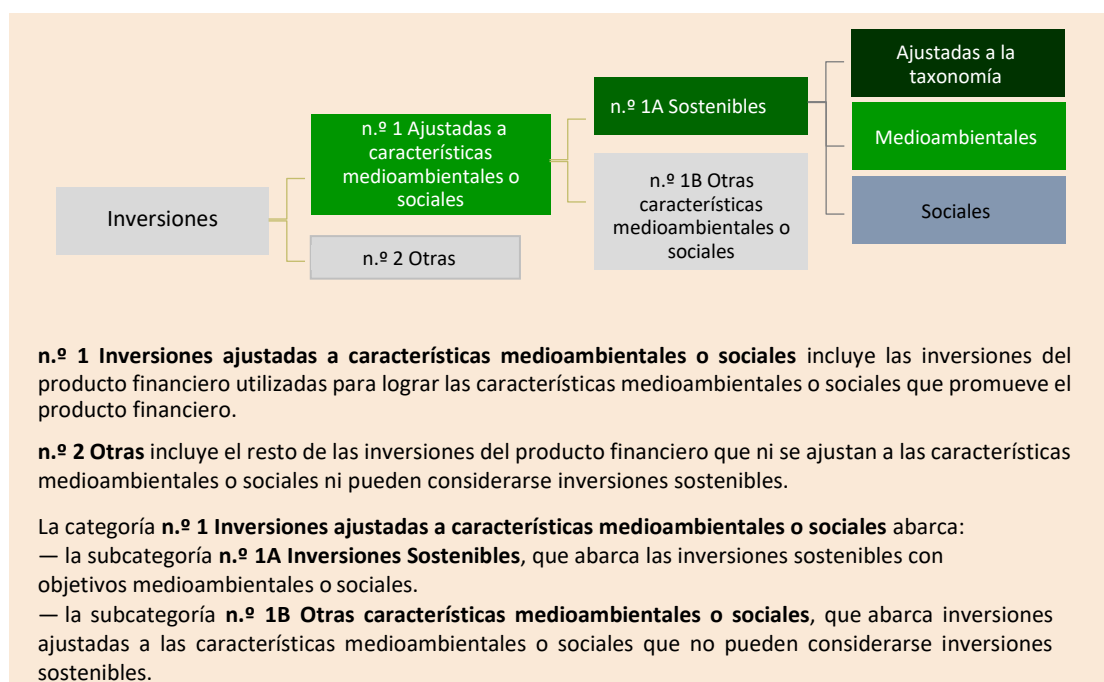 Inversiones
n.º 1 Ajustadas a
características
medioambientales o
sociales
n.º 2 Otras
n.º 1A Sostenibles
n.º 1B Otras
características
medioambientales o
sociales
Ajustadas a la
taxonomía
Medioambientales
Sociales
n.º 1 Inversiones ajustadas a características medioambientales o sociales incluye las inversiones del
producto financiero utilizadas para lograr las características medioambientales o sociales que promueve el
producto financiero.
n.º 2 Otras incluye el resto de las inversiones del producto financiero que ni se ajustan a las características
medioambientales o sociales ni pueden considerarse inversiones sostenibles.
La categoría n.º 1 Inversiones ajustadas a características medioambientales o sociales abarca:
— la subcategoría n.º 1A Inversiones Sostenibles, que abarca las inversiones sostenibles con
objetivos medioambientales o sociales.
— la subcategoría n.º 1B Otras características medioambientales o sociales, que abarca inversiones
ajustadas a las características medioambientales o sociales que no pueden considerarse inversiones
sostenibles.